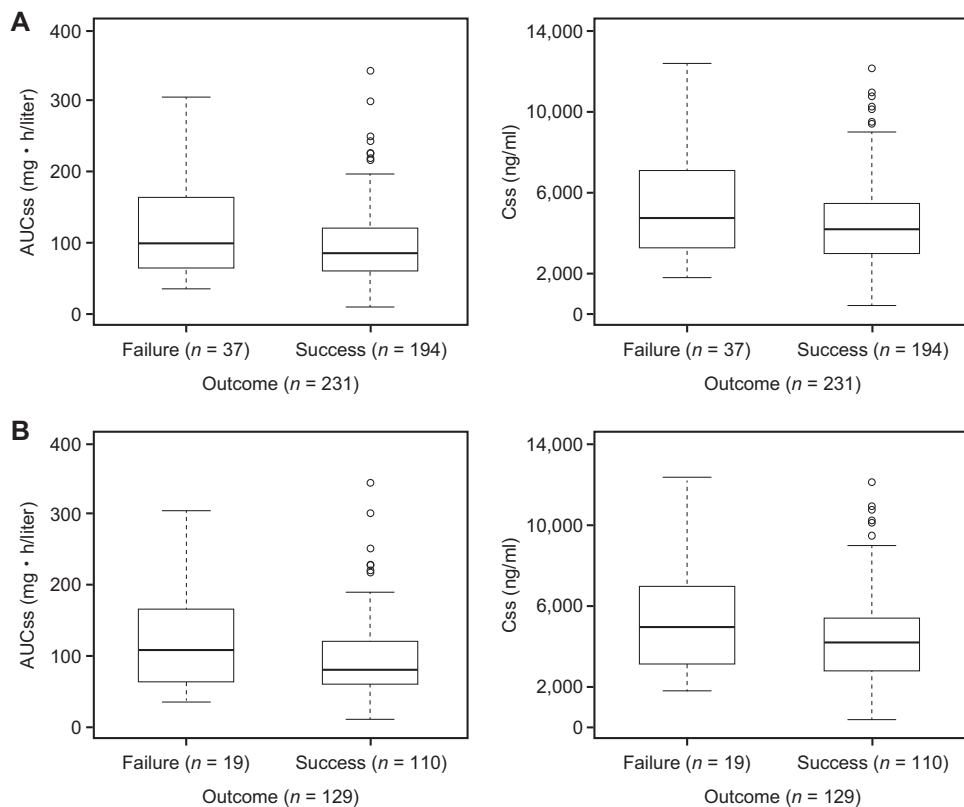 A
400
300
200
100
0
AUCss (mg • h/liter)
Failure (n = 37) Success (n = 194)
Outcome (n = 231)
14,000
10,000
6,000
2,000
0
Css (ng/ml)
Failure (n = 37) Success (n = 194)
Outcome (n = 231)
B
400
300
200
100
0
AUCss (mg • h/liter)
Failure (n = 19) Success (n = 110)
Outcome (n = 129)
14,000
10,000
6,000
2,000
0
Css (ng/ml)
Failure (n = 19) Success (n = 110)
Outcome (n = 129)